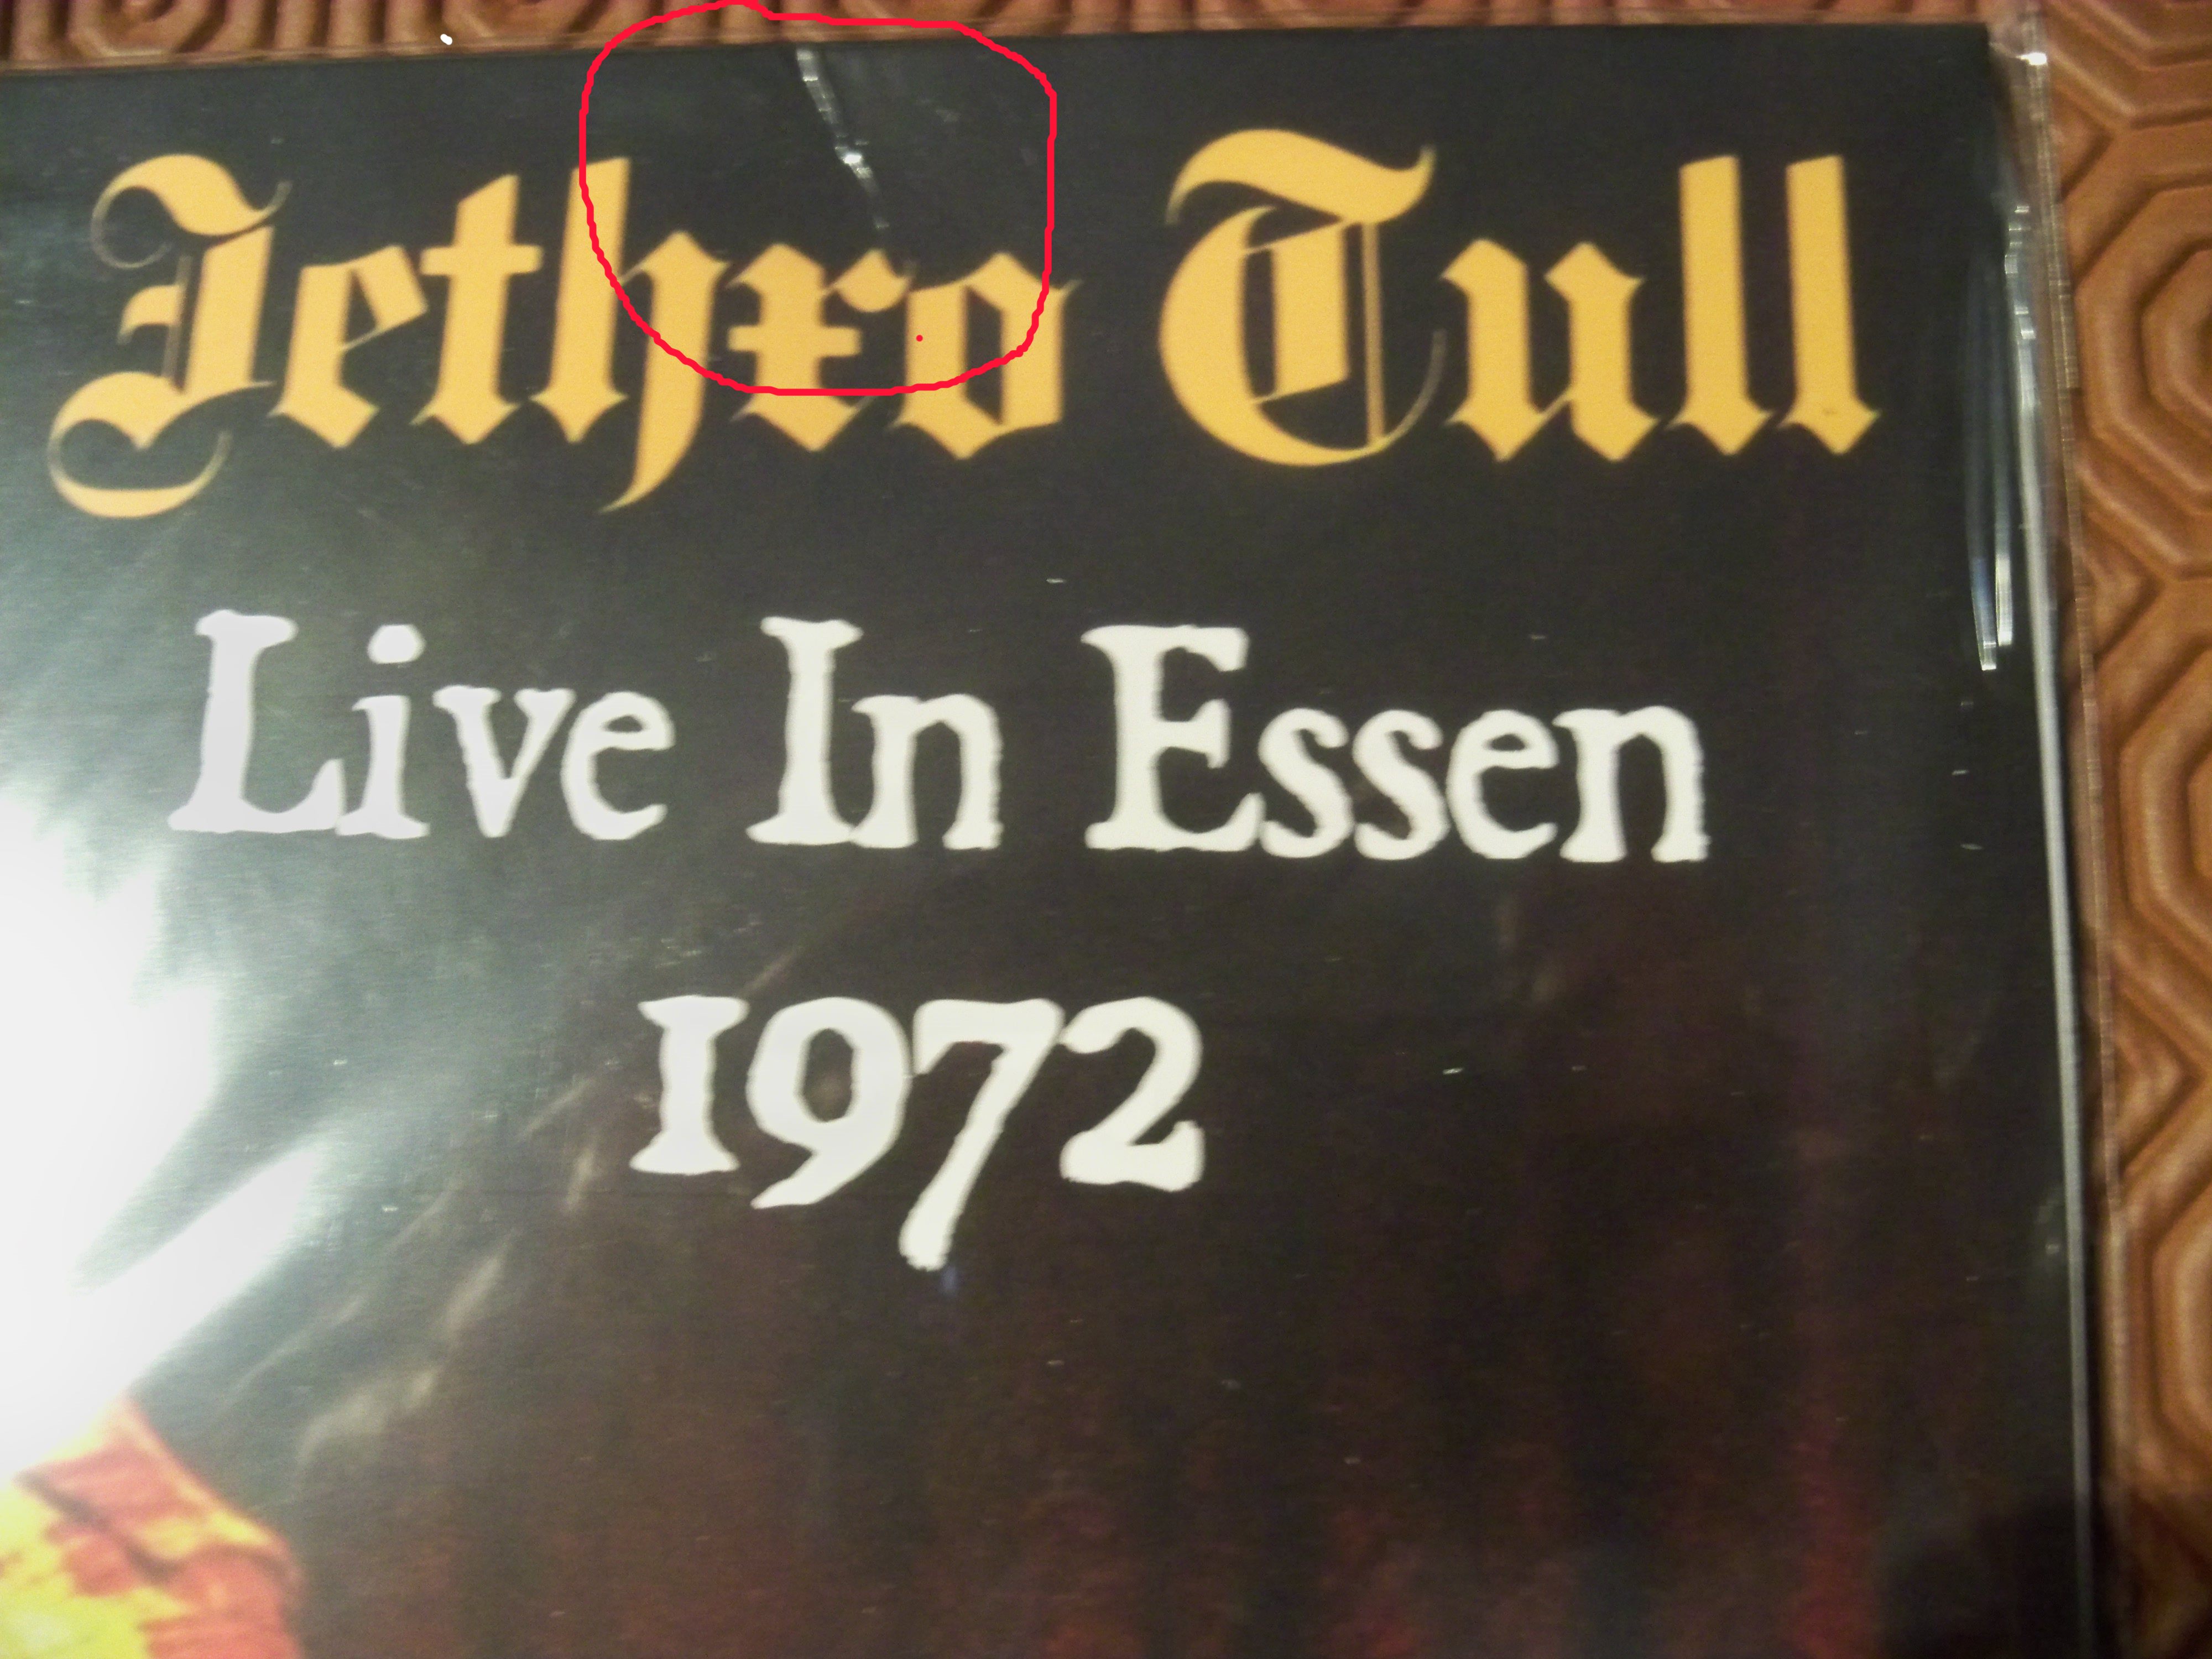 Jethro Tull
Live In Essen
1972